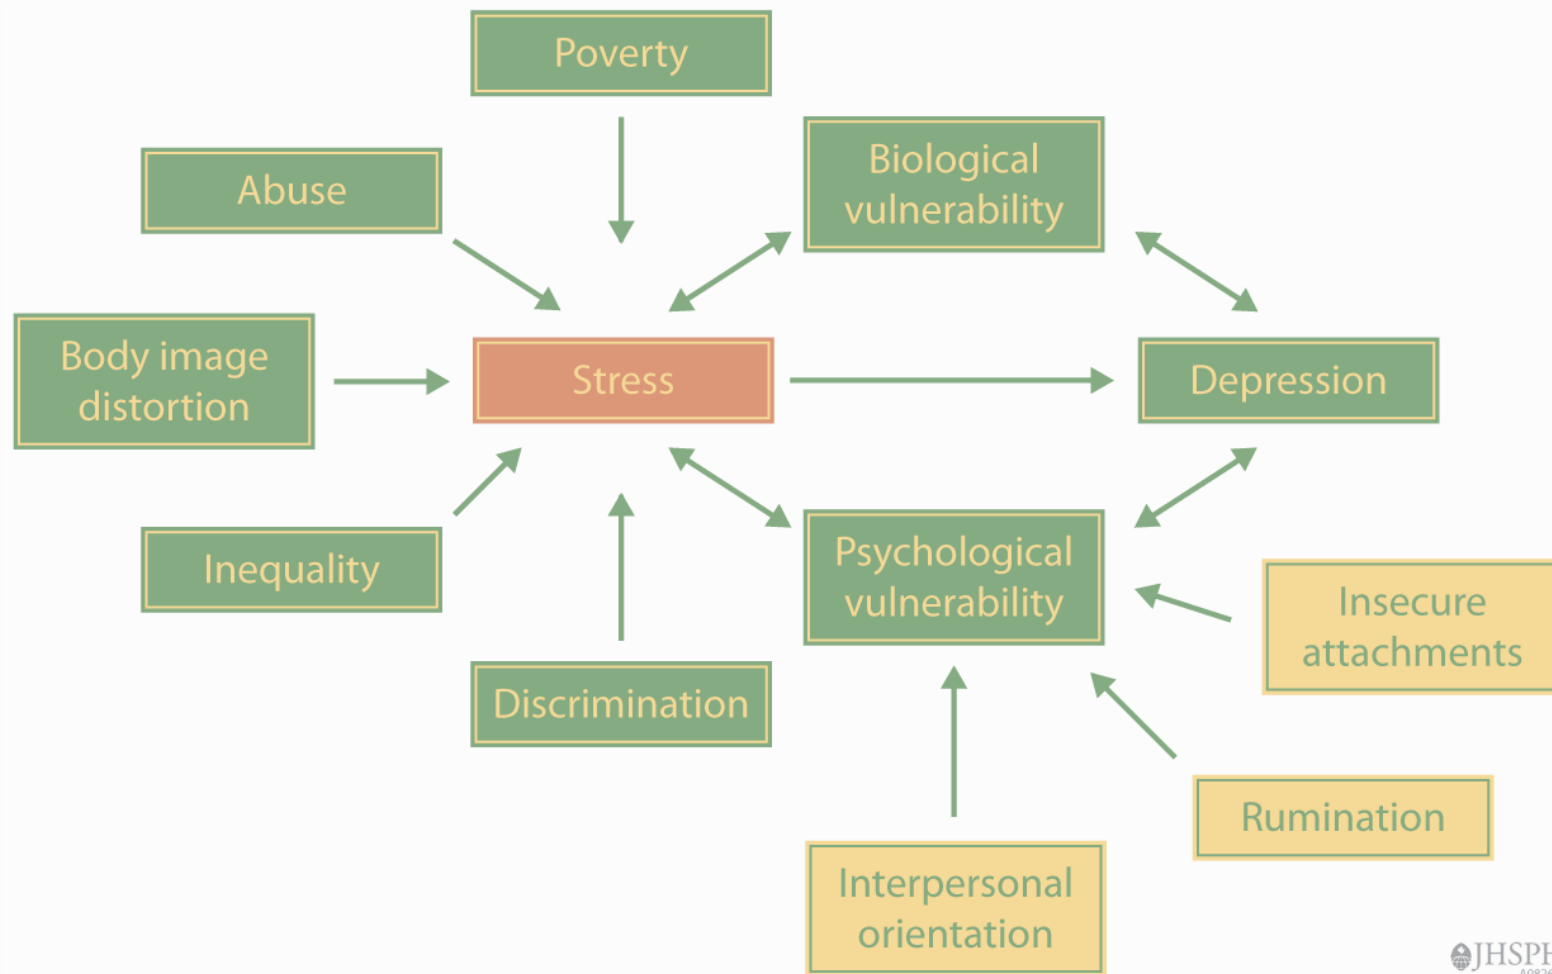 Poverty
Biological
vulnerability
Abuse
Body image
distortion
Stress
Depression
Inequality
Psychological
vulnerability
Insecure
attachments
Discrimination
Rumination
Interpersonal
orientation
JHSPH